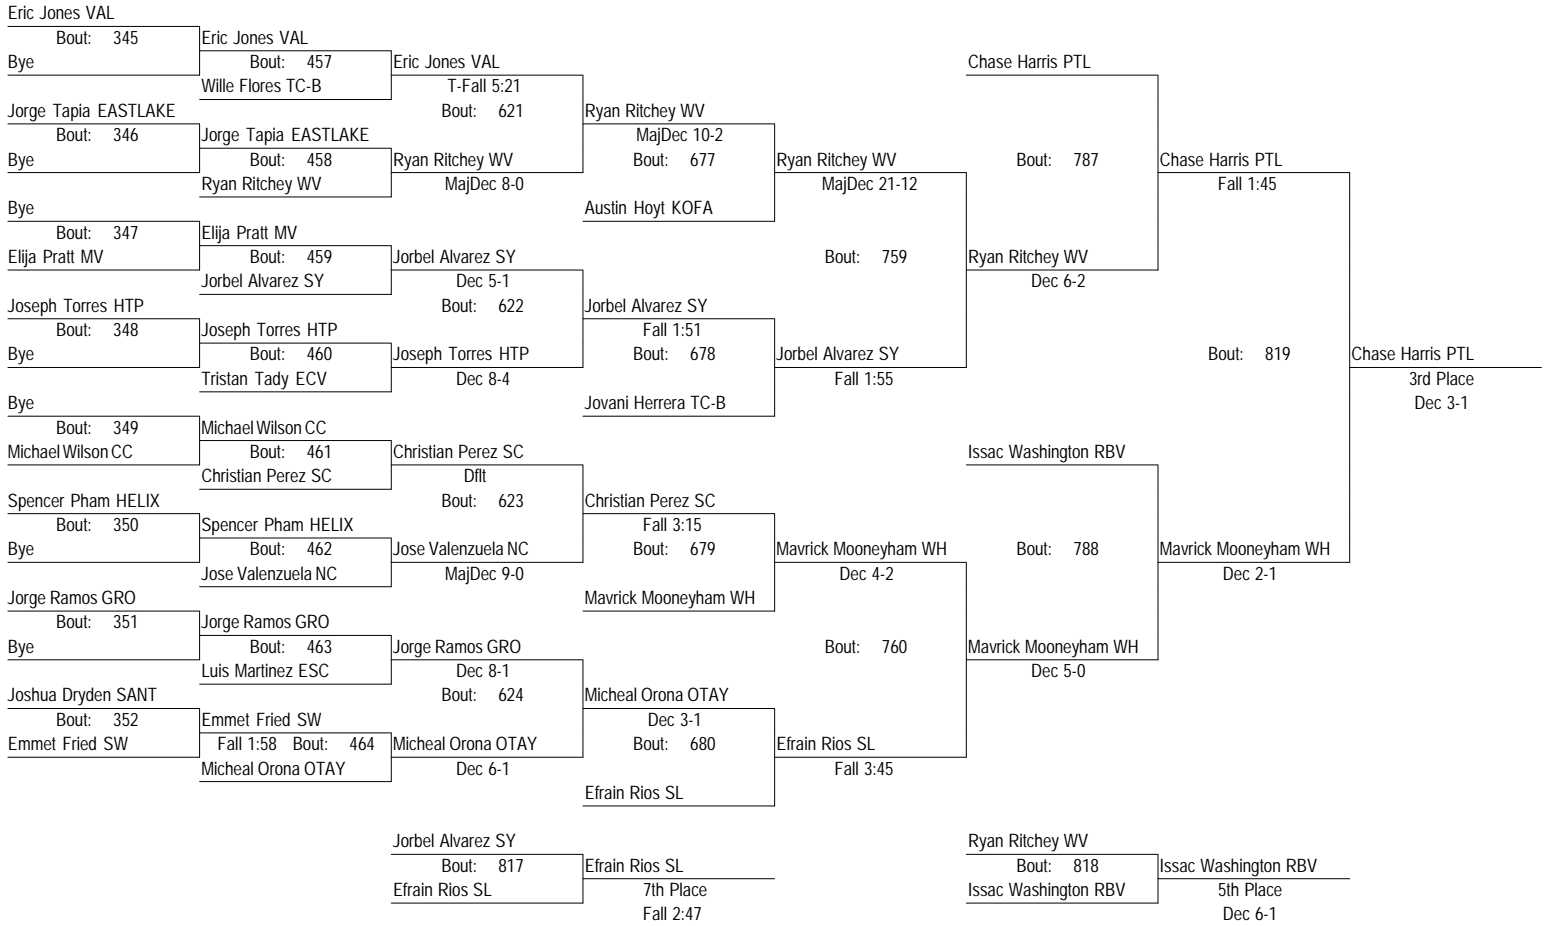 Eric Jones VAL
Bout: 345 Eric Jones VAL
Bye Bout: 457 Eric Jones VAL Chase Harris PTL
Wille Flores TC-B T-Fall 5:21
Jorge Tapia EASTLAKE Bout: 621 Ryan Ritchey WV
Bout: 346 Jorge Tapia EASTLAKE MajDec 10-2
Bye Bout: 458 Ryan Ritchey WV Bout: 677 Ryan Ritchey WV Bout: 787 Chase Harris PTL
Ryan Ritchey WV MajDec 8-0 MajDec 21-12 Fall 1:45
Bye Austin Hoyt KOFA
Bout: 347 Elija Pratt MV
Elija Pratt MV Bout: 459 Jorbel Alvarez SY Bout: 759 Ryan Ritchey WV
Jorbel Alvarez SY Dec 5-1 Dec 6-2
Joseph Torres HTP Bout: 622 Jorbel Alvarez SY
Bout: 348 Joseph Torres HTP Fall 1:51
Bye Bout: 460 Joseph Torres HTP Bout: 678 Jorbel Alvarez SY Bout: 819 Chase Harris PTL
Tristan Tady ECV Dec 8-4 Fall 1:55 3rd Place
Bye Jovani Herrera TC-B Dec 3-1
Bout: 349 Michael Wilson CC
Michael Wilson CC Bout: 461 Christian Perez SC Issac Washington RBV
Christian Perez SC Dflt
Spencer Pham HELIX Bout: 623 Christian Perez SC
Bout: 350 Spencer Pham HELIX Fall 3:15
Bye Bout: 462 Jose Valenzuela NC Bout: 679 Mavrick Mooneyham WH Bout: 788 Mavrick Mooneyham WH
Jose Valenzuela NC MajDec 9-0 Dec 4-2 Dec 2-1
Jorge Ramos GRO Mavrick Mooneyham WH
Bout: 351 Jorge Ramos GRO
Bye Bout: 463 Jorge Ramos GRO Bout: 760 Mavrick Mooneyham WH
Luis Martinez ESC Dec 8-1 Dec 5-0
Joshua Dryden SANT Bout: 624 Micheal Orona OTAY
Bout: 352 Emmet Fried SW Dec 3-1
Emmet Fried SW Fall 1:58 Bout: 464 Micheal Orona OTAY Bout: 680 Efrain Rios SL
Micheal Orona OTAY Dec 6-1 Fall 3:45
Efrain Rios SL
Jorbel Alvarez SY Ryan Ritchey WV
Bout: 817 Efrain Rios SL Bout: 818 Issac Washington RBV
Efrain Rios SL 7th Place Issac Washington RBV 5th Place
Fall 2:47 Dec 6-1